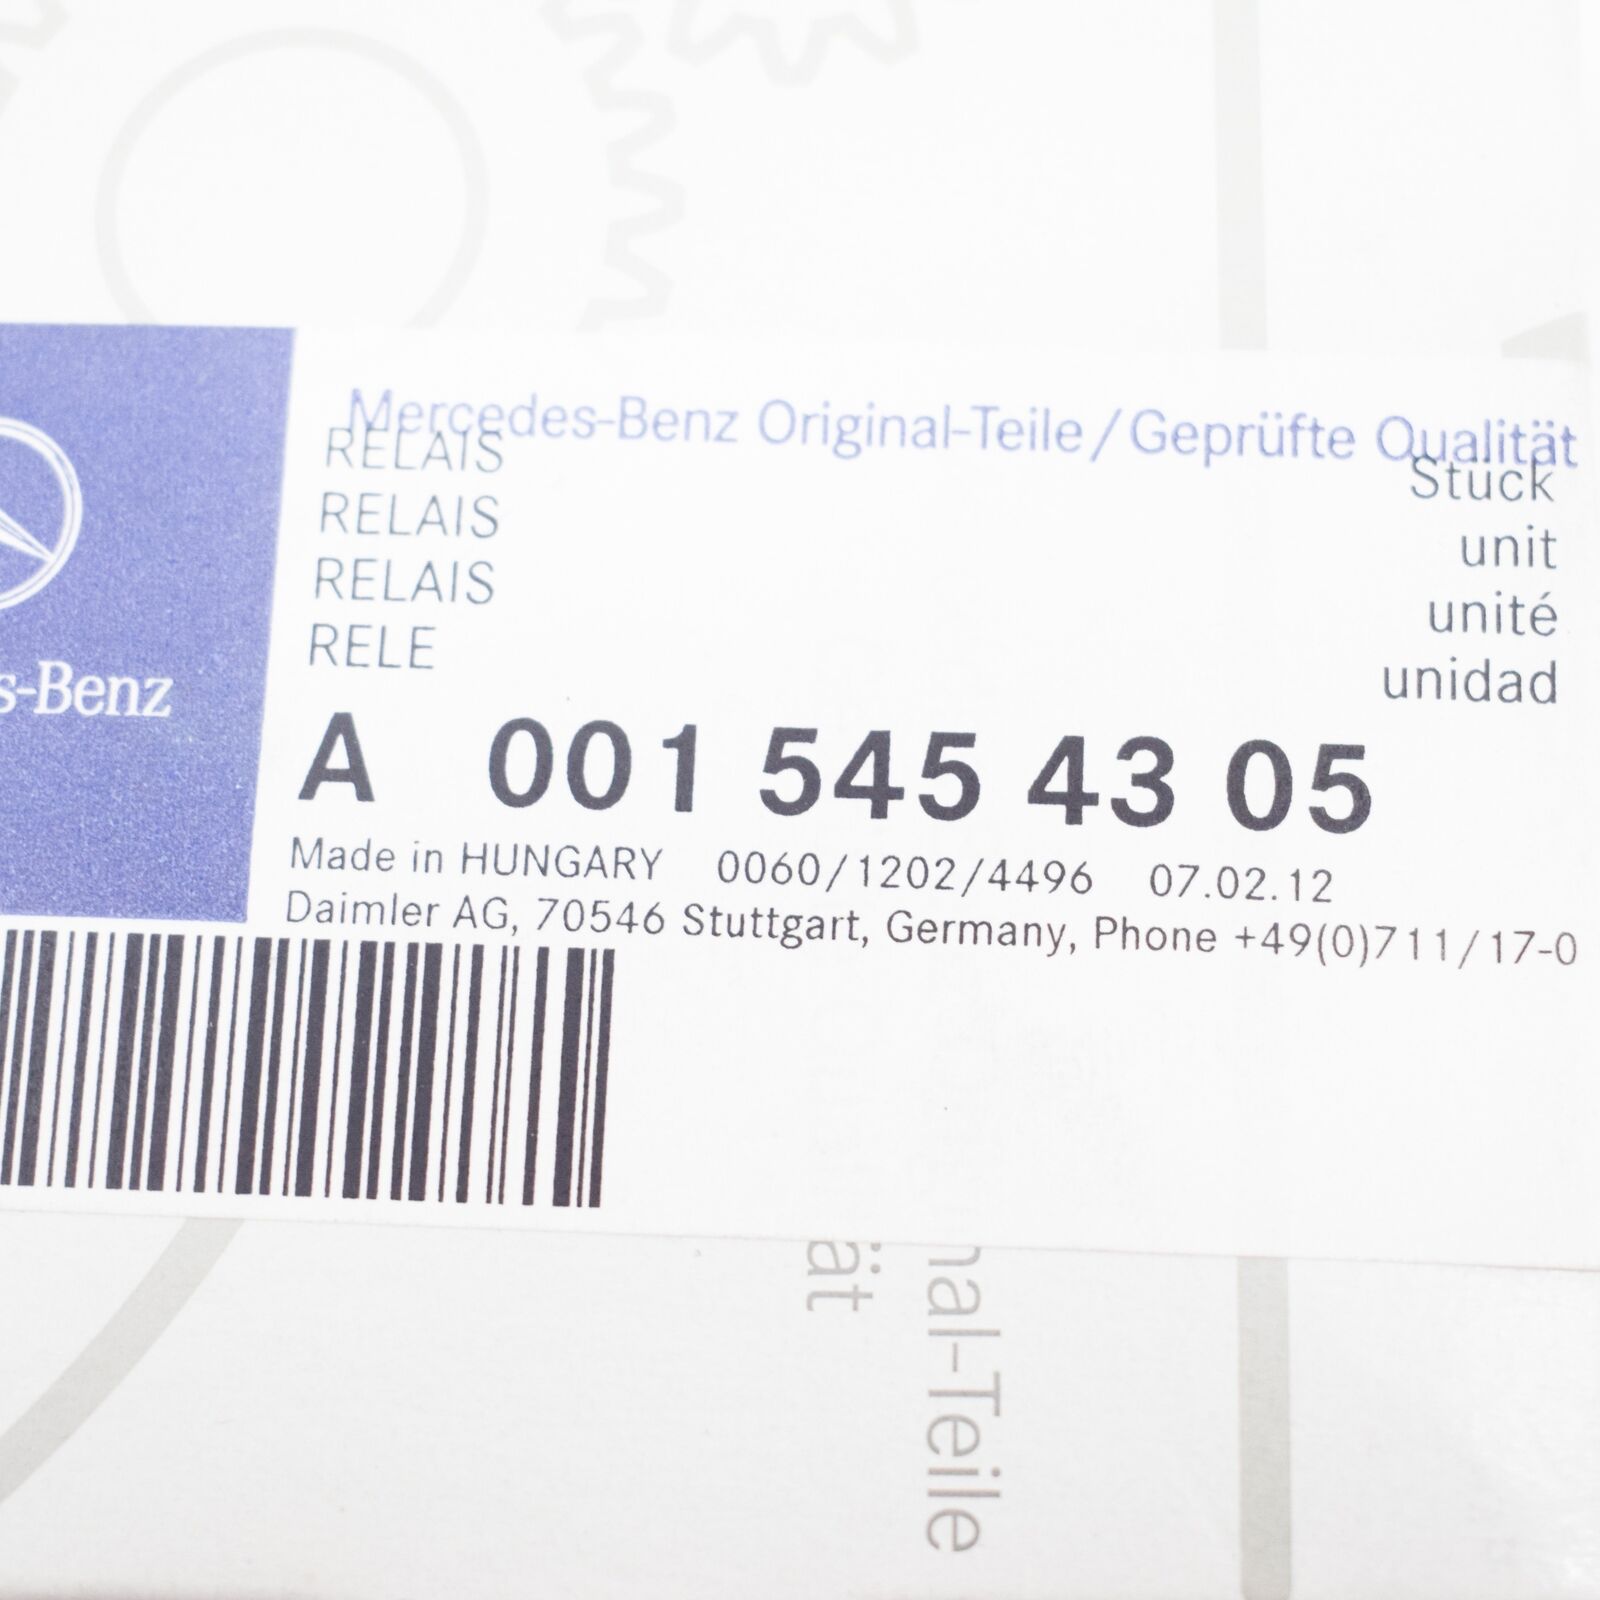 Mercedes-Benz Original-Teile/Geprüfte Qualität
RELAIS Stück
RELAIS unit
RELAIS unité
RELE unidad
s-Benz
A 001 545 43 05
Made in HUNGARY 0060/1202/4496 07.02.12
Daimler AG, 70546 Stuttgart, Germany, Phone +49(0)711/17-0
nal-Teile
ät